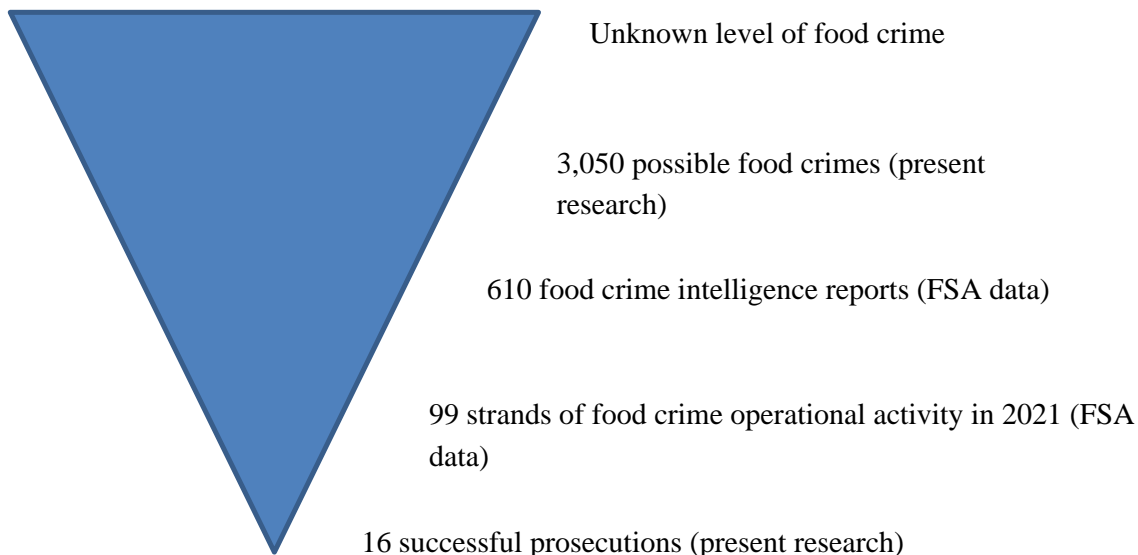 Unknown level of food crime
3,050 possible food crimes (present
research)
610 food crime intelligence reports (FSA data)
99 strands of food crime operational activity in 2021 (FSA
data)
16 successful prosecutions (present research)